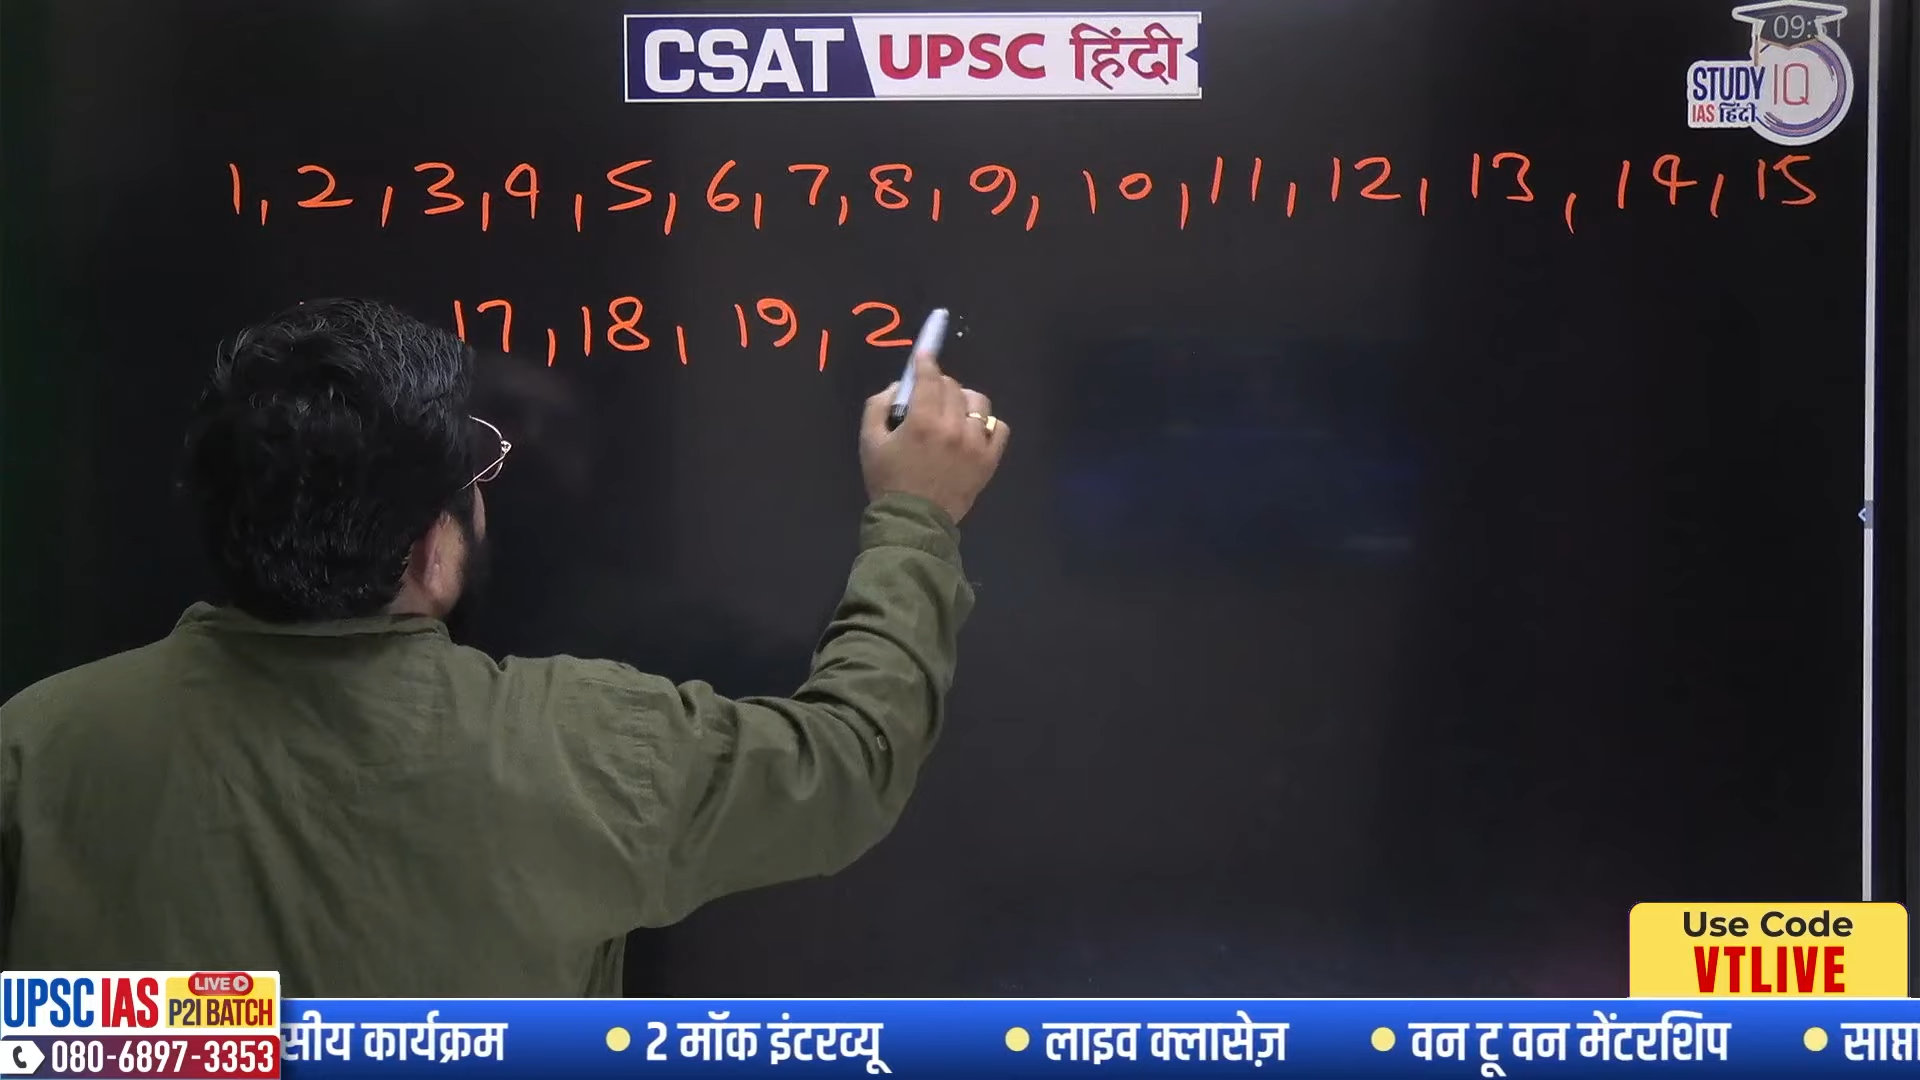 CSAT UPSC हिंदी
09:51
STUDY IQ
IAS हिंदी
1, 2, 3, 4, 5, 6, 7, 8, 9, 10, 11, 12, 13, 14, 15
17, 18, 19, 2
Use Code
VTLIVE
UPSC IAS LIVE P2I BATCH
080-6897-3353
सीय कार्यक्रम • 2 मॉक इंटरव्यू • लाइव क्लासेज़ • वन टू वन मेंटरशिप • साप्ता